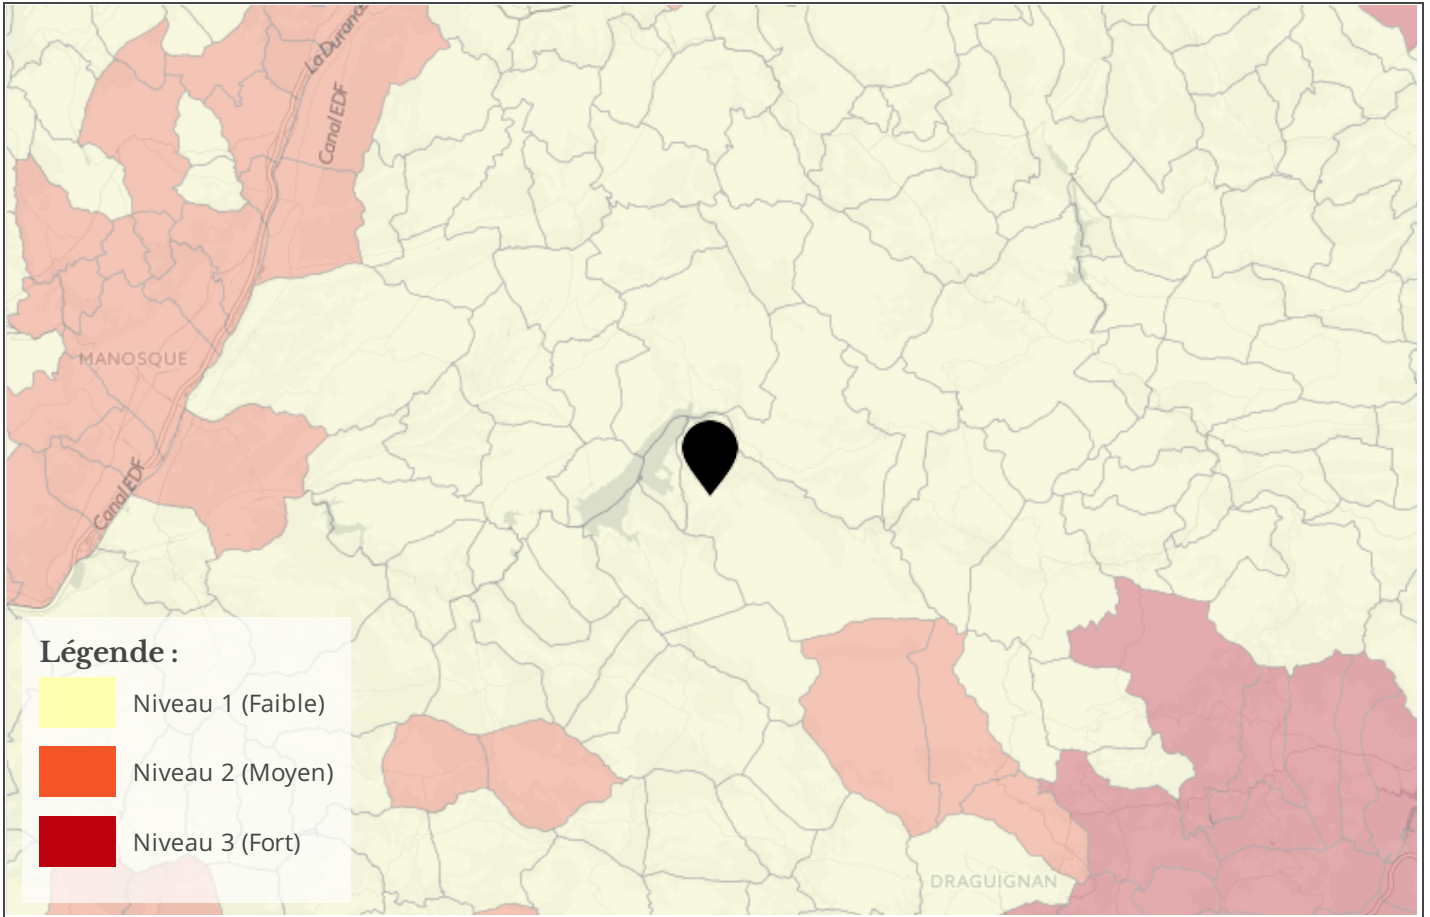 La Durance
Canal EDF
MANOSQUE
Canal EDF
Légende :
Niveau 1 (Faible)
Niveau 2 (Moyen)
Niveau 3 (Fort)
DRAGUIGNAN